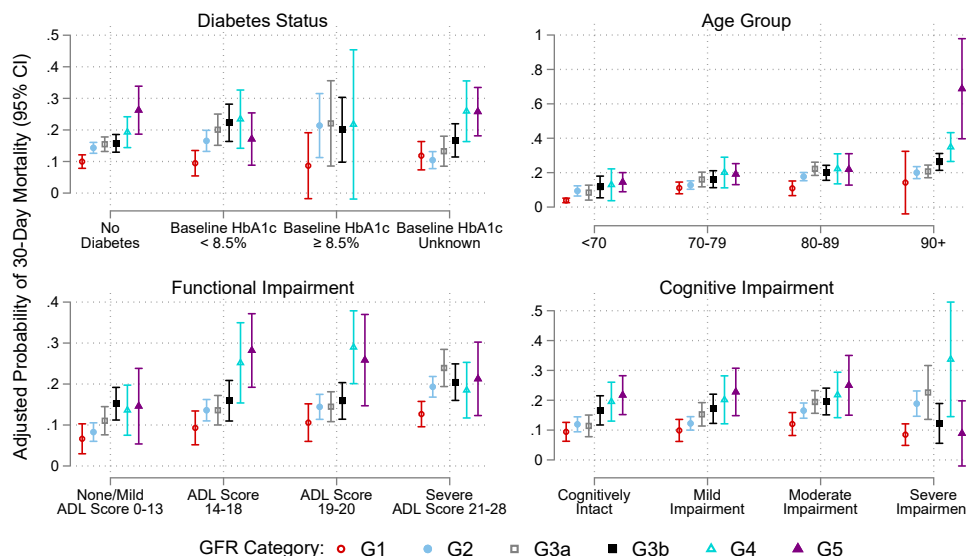 Adjusted Probability of 30-Day Mortality (95% CI)
Diabetes Status
.5
.4
.3
.2
.1
0
No Diabetes
Baseline HbA1c < 8.5%
Baseline HbA1c ≥ 8.5%
Baseline HbA1c Unknown
Age Group
1
.8
.6
.4
.2
0
<70
70-79
80-89
90+
Functional Impairment
.4
.3
.2
.1
0
None/Mild ADL Score 0-13
ADL Score 14-18
ADL Score 19-20
Severe ADL Score 21-28
Cognitive Impairment
.5
.4
.3
.2
.1
0
Cognitively Intact
Mild Impairment
Moderate Impairment
Severe Impairmen
GFR Category: G1 G2 G3a G3b G4 G5